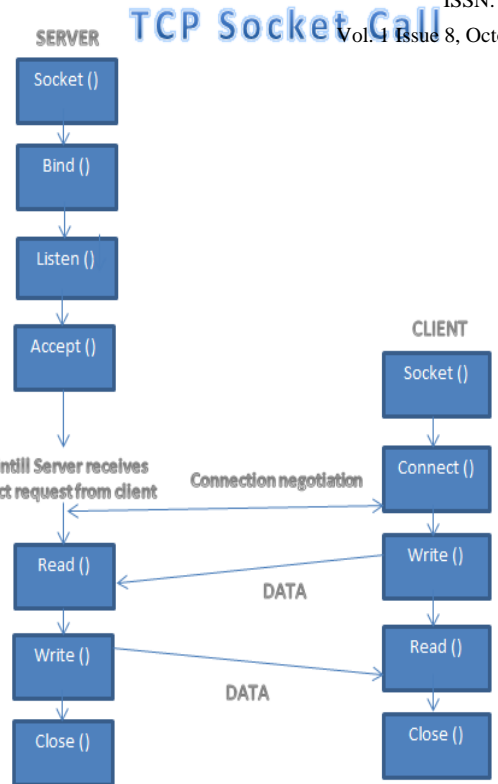 ISSN:
TCP Socket Call
Vol. 1 Issue 8, Octo
SERVER
Socket ()
Bind ()
Listen ()
Accept ()
ntill Server receives
ct request from client
Connection negotiation
Read ()
Write ()
Close ()
CLIENT
Socket ()
Connect ()
Write ()
Read ()
Close ()
DATA
DATA